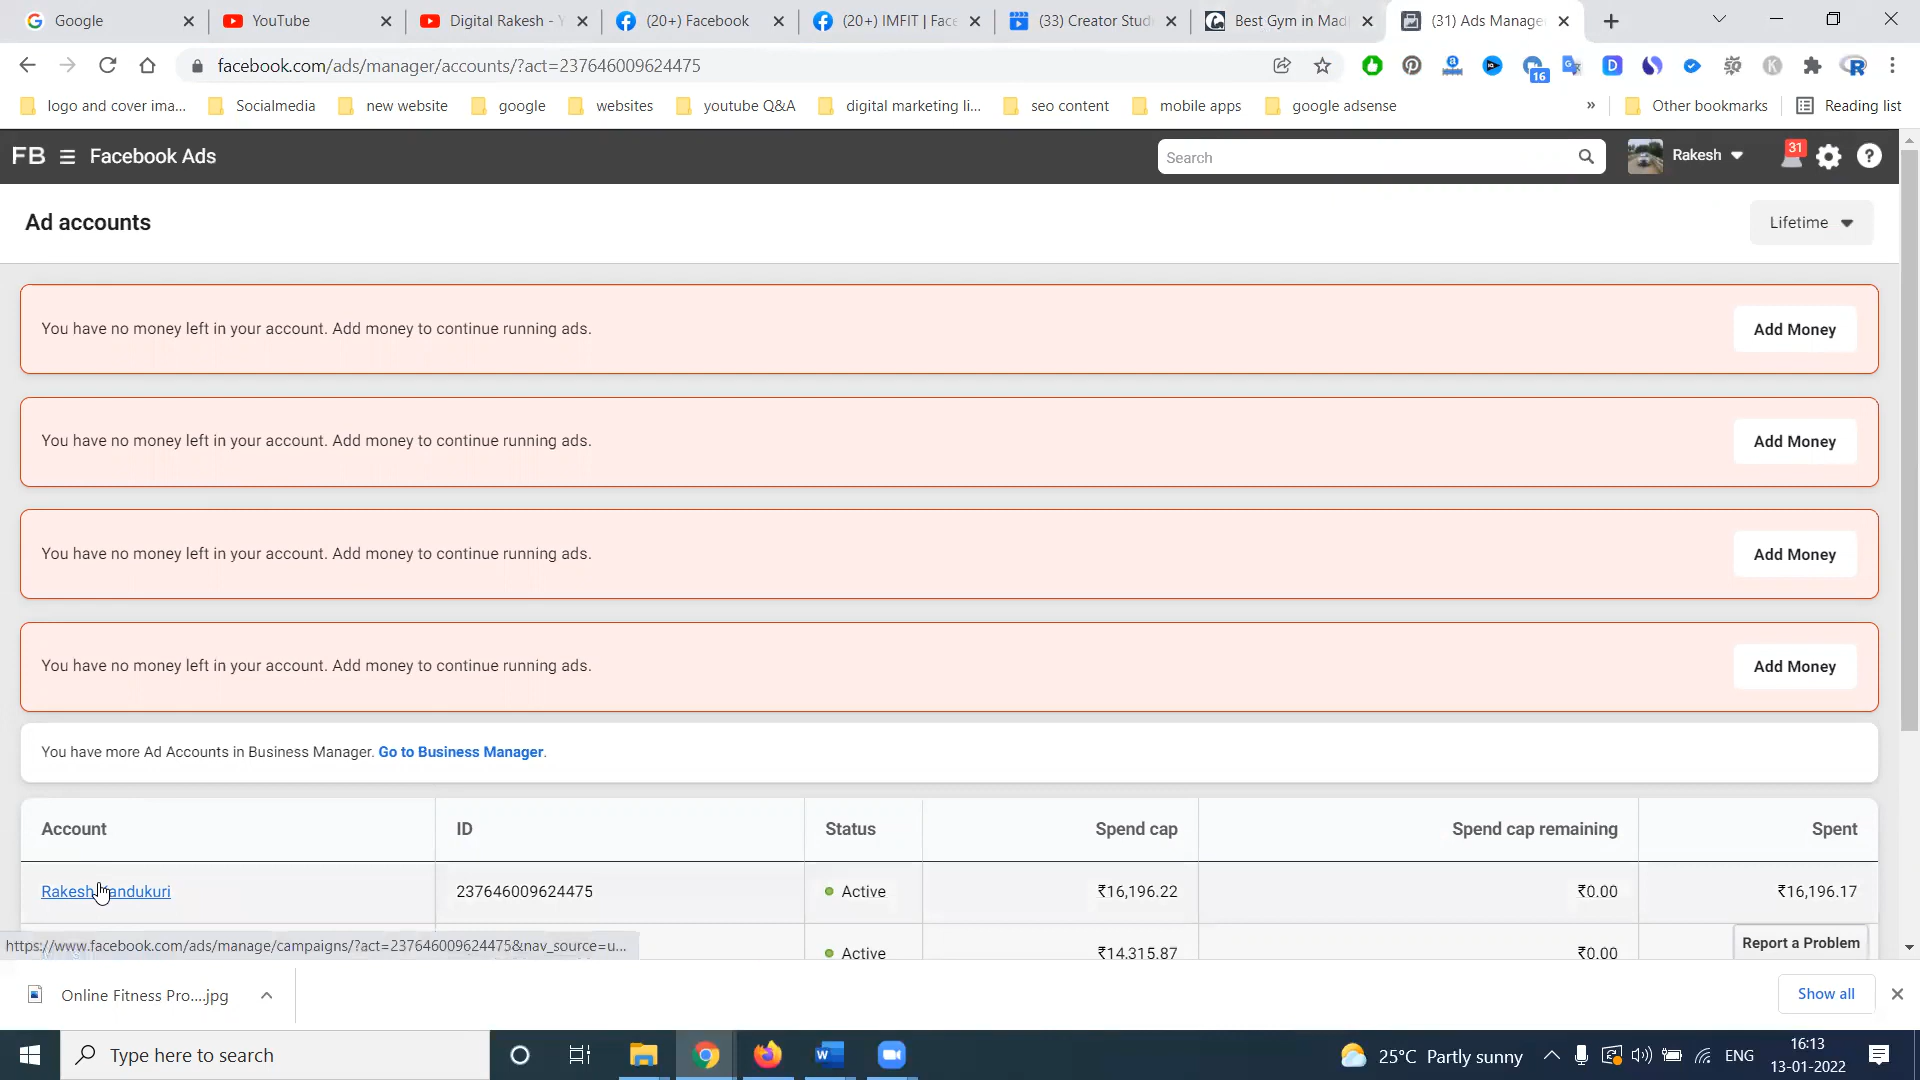 Google
YouTube
Digital Rakesh - Y
(20+) Facebook
(20+) IMFIT | Face
(33) Creator Stud
Best Gym in Mad
(31) Ads Manage
facebook.com/ads/manager/accounts/?act=237646009624475
16
logo and cover ima...
Socialmedia
new website
google
websites
youtube Q&A
digital marketing li...
seo content
mobile apps
google adsense
»
Other bookmarks
Reading list
FB
Facebook Ads
Search
Rakesh
31
Ad accounts
Lifetime
You have no money left in your account. Add money to continue running ads.
Add Money
You have no money left in your account. Add money to continue running ads.
Add Money
You have no money left in your account. Add money to continue running ads.
Add Money
You have no money left in your account. Add money to continue running ads.
Add Money
You have more Ad Accounts in Business Manager. Go to Business Manager.
Account ID Status Spend cap Spend cap remaining Spent
237646009624475 Active ₹16,196.22 ₹0.00 ₹16,196.17
Rakesh
Active ₹14,315.87 ₹0.00
Report a Problem
https://www.facebook.com/ads/manage/campaigns/?act=237646009624475&nav_source=u...
Online Fitness Pro....jpg
Show all
Type here to search
25°C Partly sunny
ENG
16:13
13-01-2022